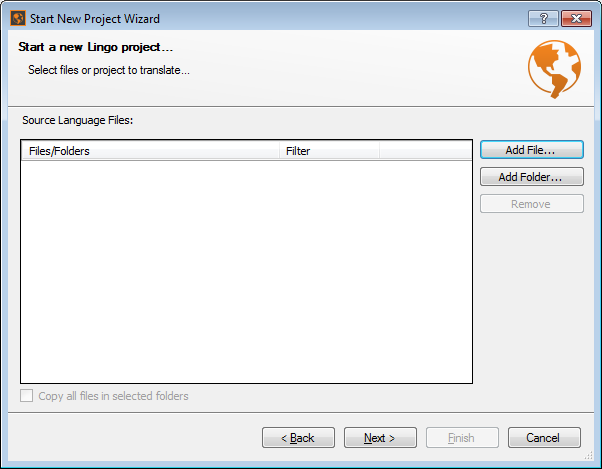 Start New Project Wizard
?
Start a new Lingo project...
Select files or project to translate...
Source Language Files:
Files/Folders Filter
Add File...
Add Folder...
Remove
Copy all files in selected folders
< Back Next > Finish Cancel